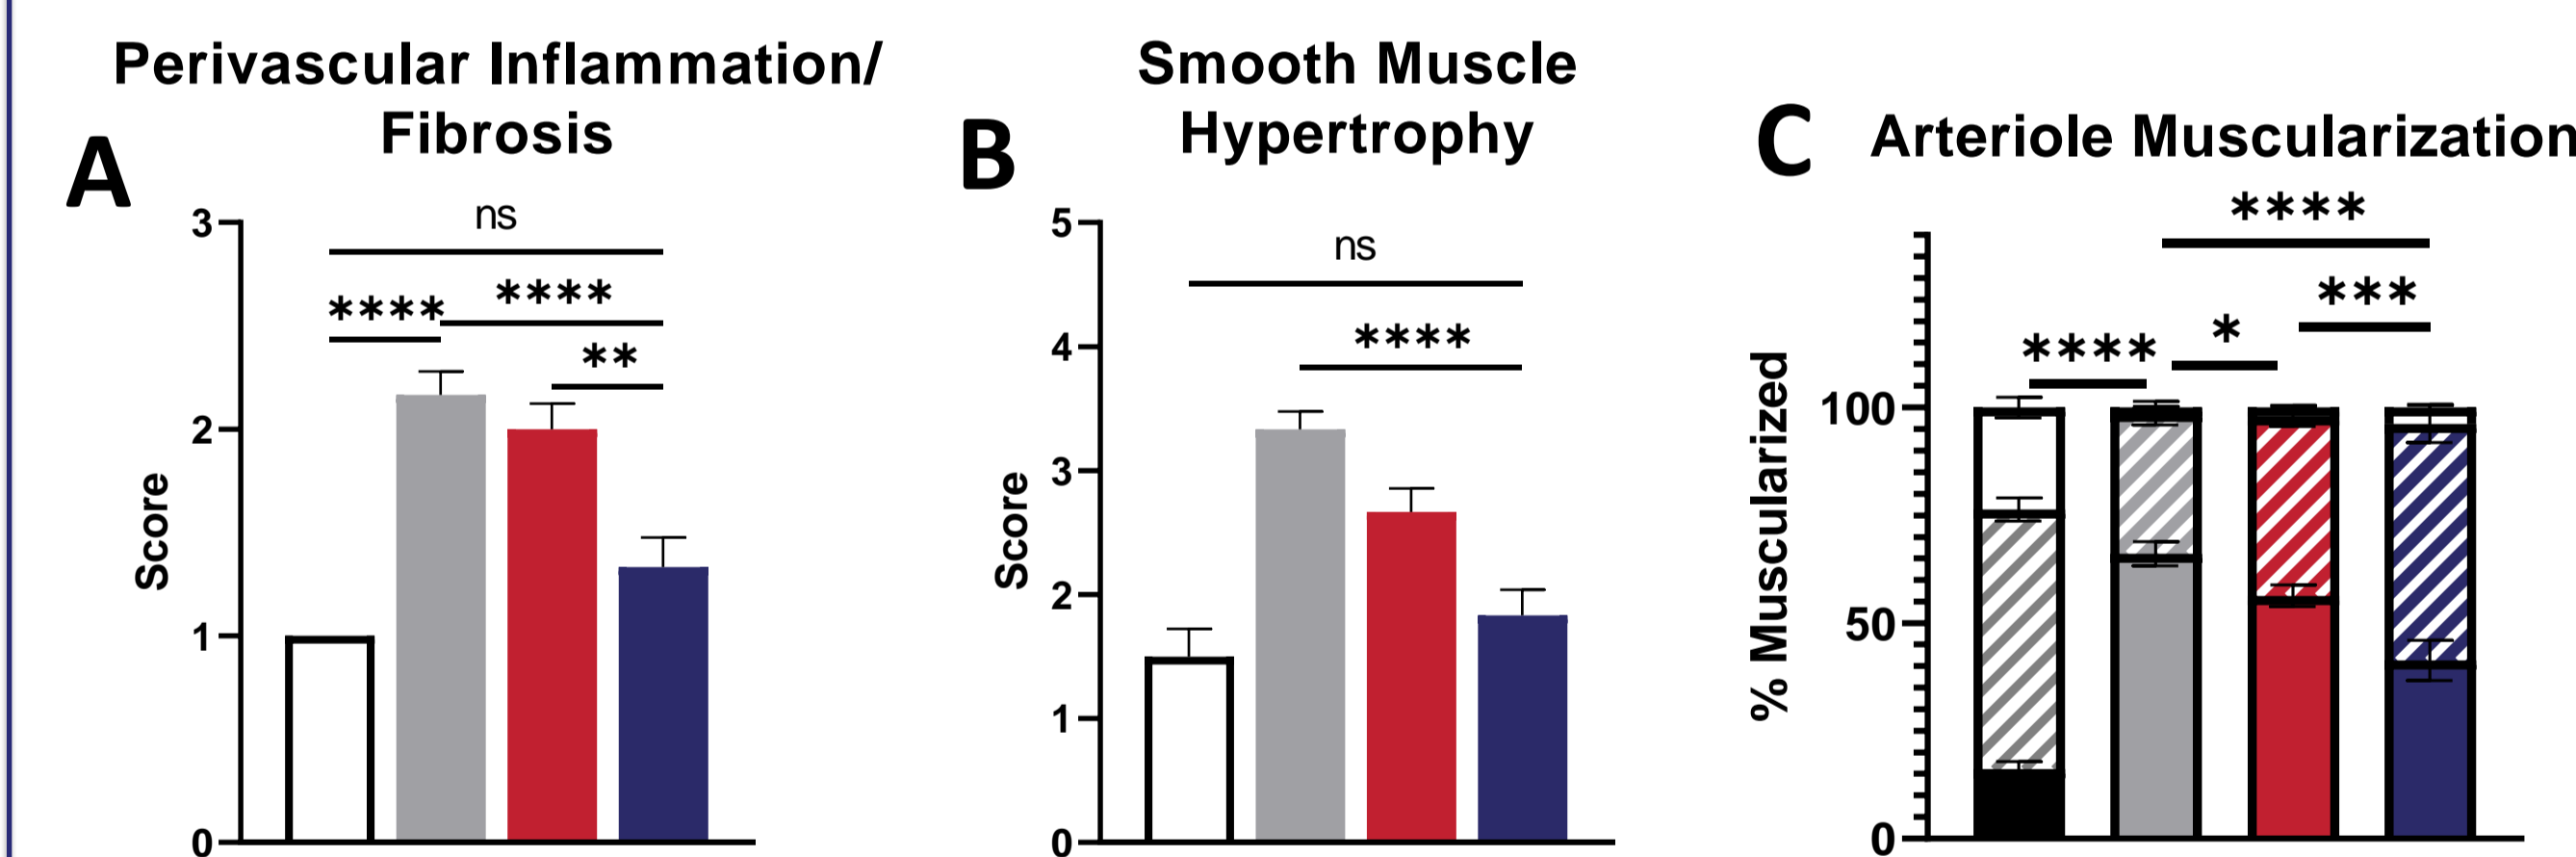 Perivascular Inflammation/
Fibrosis
A
3
2
1
0
Score
ns
****
****
**
Smooth Muscle
Hypertrophy
B
5
4
3
2
1
0
Score
ns
****
C
Arteriole Muscularization
100
50
0
% Muscularized
****
***
*
****